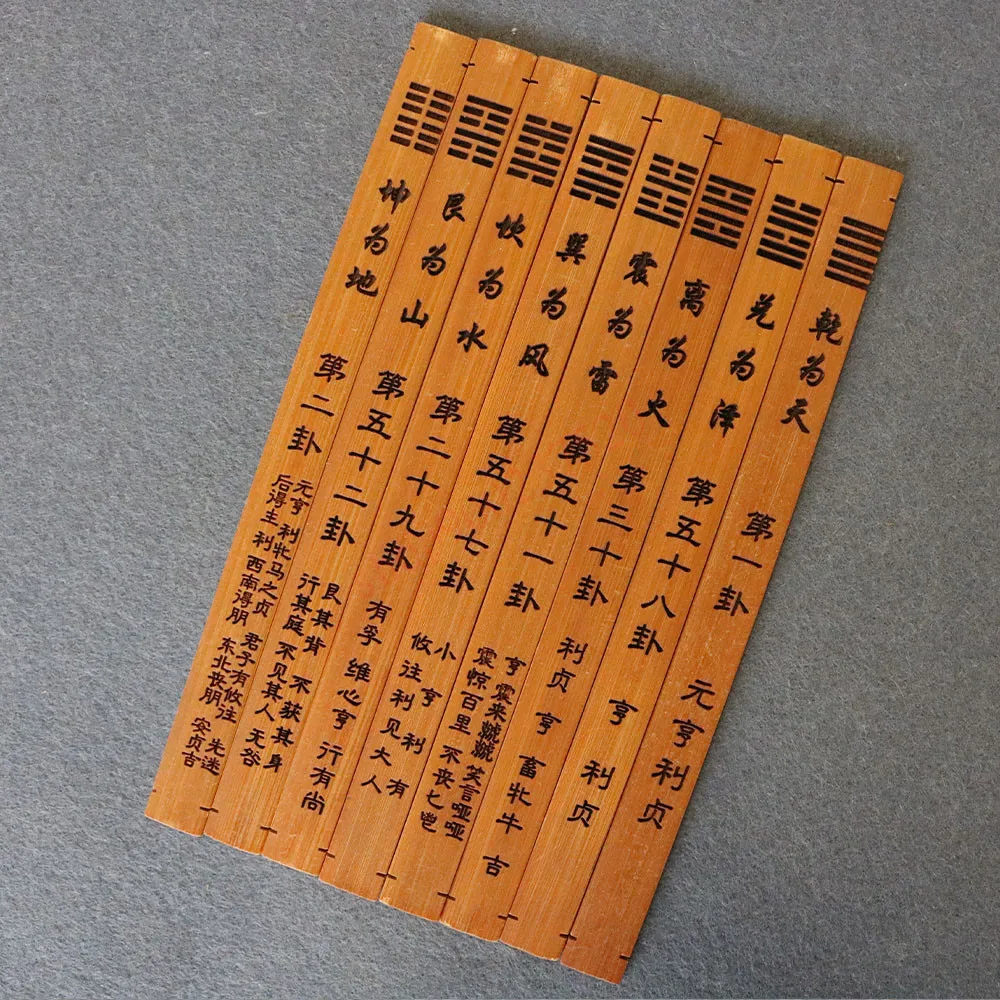 乾为天 第一卦 元亨利贞
兑为泽 第五十八卦 亨 利贞
离为火 第三十卦 利贞 亨 畜牝牛 吉
震为雷 第五十一卦
亨 震来虩虩 笑言哑哑
震惊百里 不丧匕鬯
巽为风 第五十七卦
小亨 利有
攸往利见大人
坎为水 第二十九卦 有孚 维心亨 行有尚
艮为山 第五十二卦
艮其背 不获其身
行其庭 不见其人 无咎
坤为地 第二卦
元亨 利牝马之贞 君子有攸往 先迷
后得主 利 西南得朋 东北丧朋 安贞吉